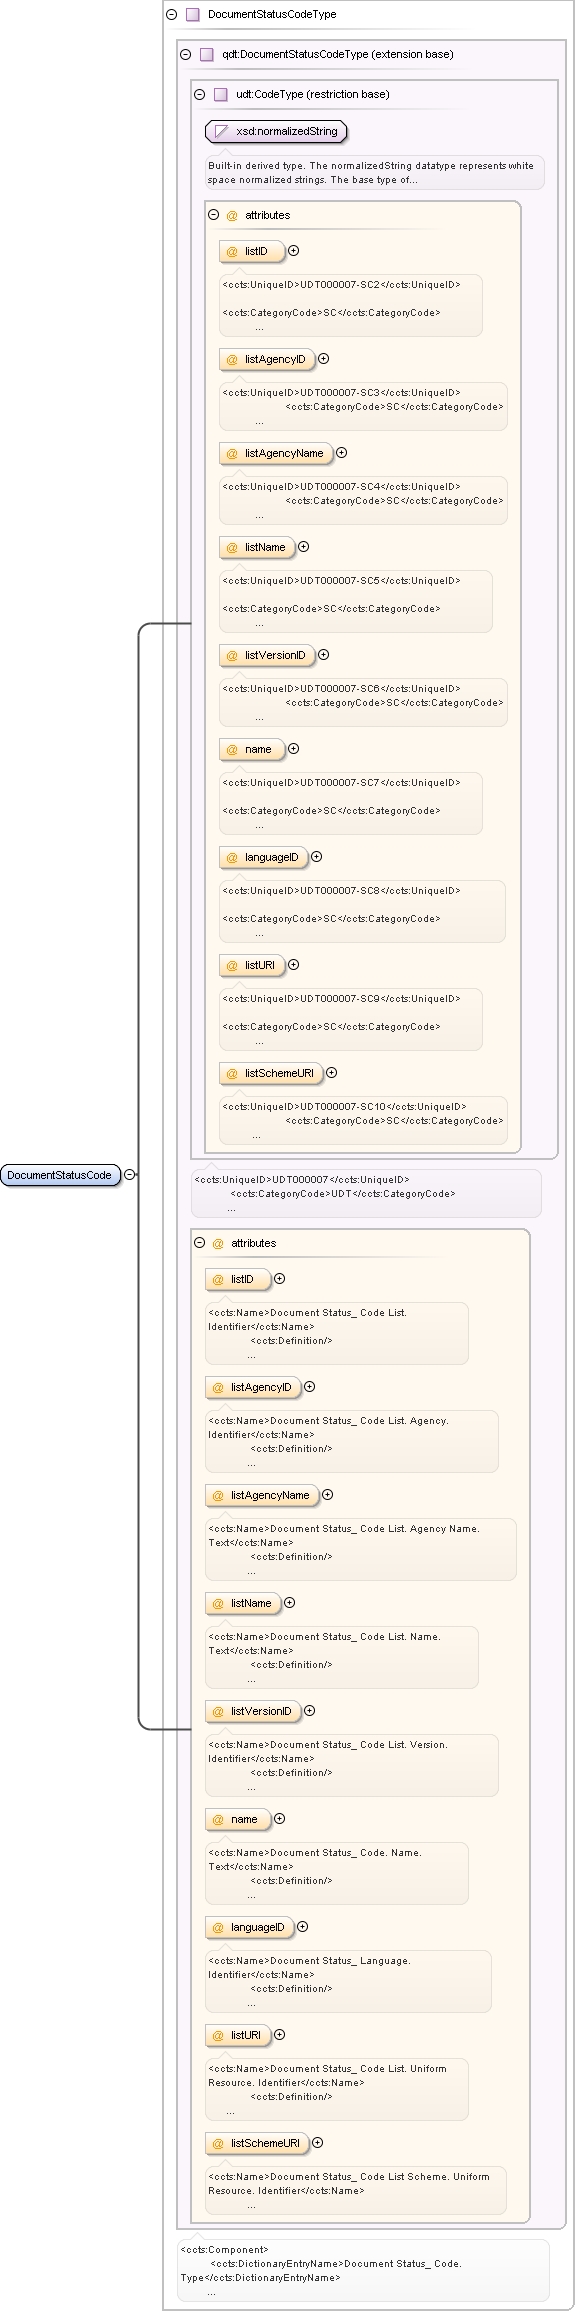 DocumentStatusCodeType
qdt:DocumentStatusCodeType (extension base)
udt:CodeType (restriction base)
xsd:normalizedString
Built-in derived type. The normalizedString datatype represents white
space normalized strings. The base type of...
@ attributes
@ listID
<ccts:UniqueID>UDT000007-SC2</ccts:UniqueID>
<ccts:CategoryCode>SC</ccts:CategoryCode>
...
@ listAgencyID
<ccts:UniqueID>UDT000007-SC3</ccts:UniqueID>
<ccts:CategoryCode>SC</ccts:CategoryCode>
...
@ listAgencyName
<ccts:UniqueID>UDT000007-SC4</ccts:UniqueID>
<ccts:CategoryCode>SC</ccts:CategoryCode>
...
@ listName
<ccts:UniqueID>UDT000007-SC5</ccts:UniqueID>
<ccts:CategoryCode>SC</ccts:CategoryCode>
...
@ listVersionID
<ccts:UniqueID>UDT000007-SC6</ccts:UniqueID>
<ccts:CategoryCode>SC</ccts:CategoryCode>
...
@ name
<ccts:UniqueID>UDT000007-SC7</ccts:UniqueID>
<ccts:CategoryCode>SC</ccts:CategoryCode>
...
@ languageID
<ccts:UniqueID>UDT000007-SC8</ccts:UniqueID>
<ccts:CategoryCode>SC</ccts:CategoryCode>
...
@ listURI
<ccts:UniqueID>UDT000007-SC9</ccts:UniqueID>
<ccts:CategoryCode>SC</ccts:CategoryCode>
...
@ listSchemeURI
<ccts:UniqueID>UDT000007-SC10</ccts:UniqueID>
<ccts:CategoryCode>SC</ccts:CategoryCode>
...
DocumentStatusCode
<ccts:UniqueID>UDT000007</ccts:UniqueID>
<ccts:CategoryCode>UDT</ccts:CategoryCode>
...
@ attributes
@ listID
<ccts:Name>Document Status_ Code List.
Identifier</ccts:Name>
<ccts:Definition/>
...
@ listAgencyID
<ccts:Name>Document Status_ Code List. Agency.
Identifier</ccts:Name>
<ccts:Definition/>
...
@ listAgencyName
<ccts:Name>Document Status_ Code List. Agency Name.
Text</ccts:Name>
<ccts:Definition/>
...
@ listName
<ccts:Name>Document Status_ Code List. Name.
Text</ccts:Name>
<ccts:Definition/>
...
@ listVersionID
<ccts:Name>Document Status_ Code List. Version.
Identifier</ccts:Name>
<ccts:Definition/>
...
@ name
<ccts:Name>Document Status_ Code. Name.
Text</ccts:Name>
<ccts:Definition/>
...
@ languageID
<ccts:Name>Document Status_ Language.
Identifier</ccts:Name>
<ccts:Definition/>
...
@ listURI
<ccts:Name>Document Status_ Code List. Uniform
Resource. Identifier</ccts:Name>
<ccts:Definition/>
...
@ listSchemeURI
<ccts:Name>Document Status_ Code List Scheme. Uniform
Resource. Identifier</ccts:Name>
...
<ccts:Component>
<ccts:DictionaryEntryName>Document Status_ Code.
Type</ccts:DictionaryEntryName>
...